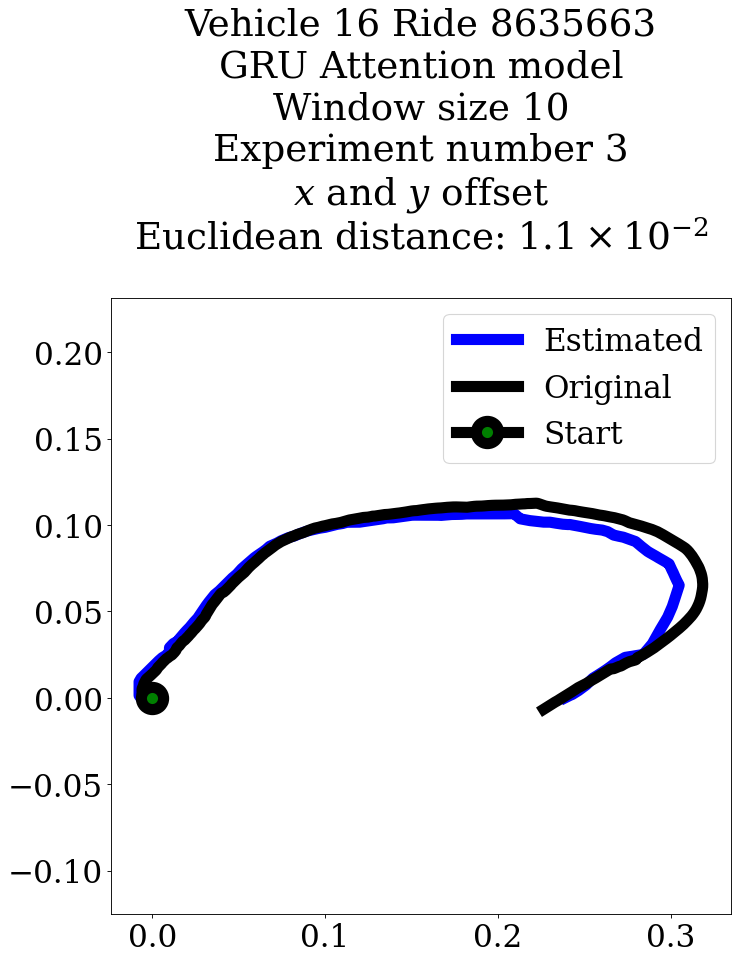 Vehicle 16 Ride 8635663
GRU Attention model
Window size 10
Experiment number 3
x and y offset
Euclidean distance: 1.1 × 10⁻²
Estimated
Original
Start
0.20
0.15
0.10
0.05
0.00
−0.05
−0.10
0.0 0.1 0.2 0.3